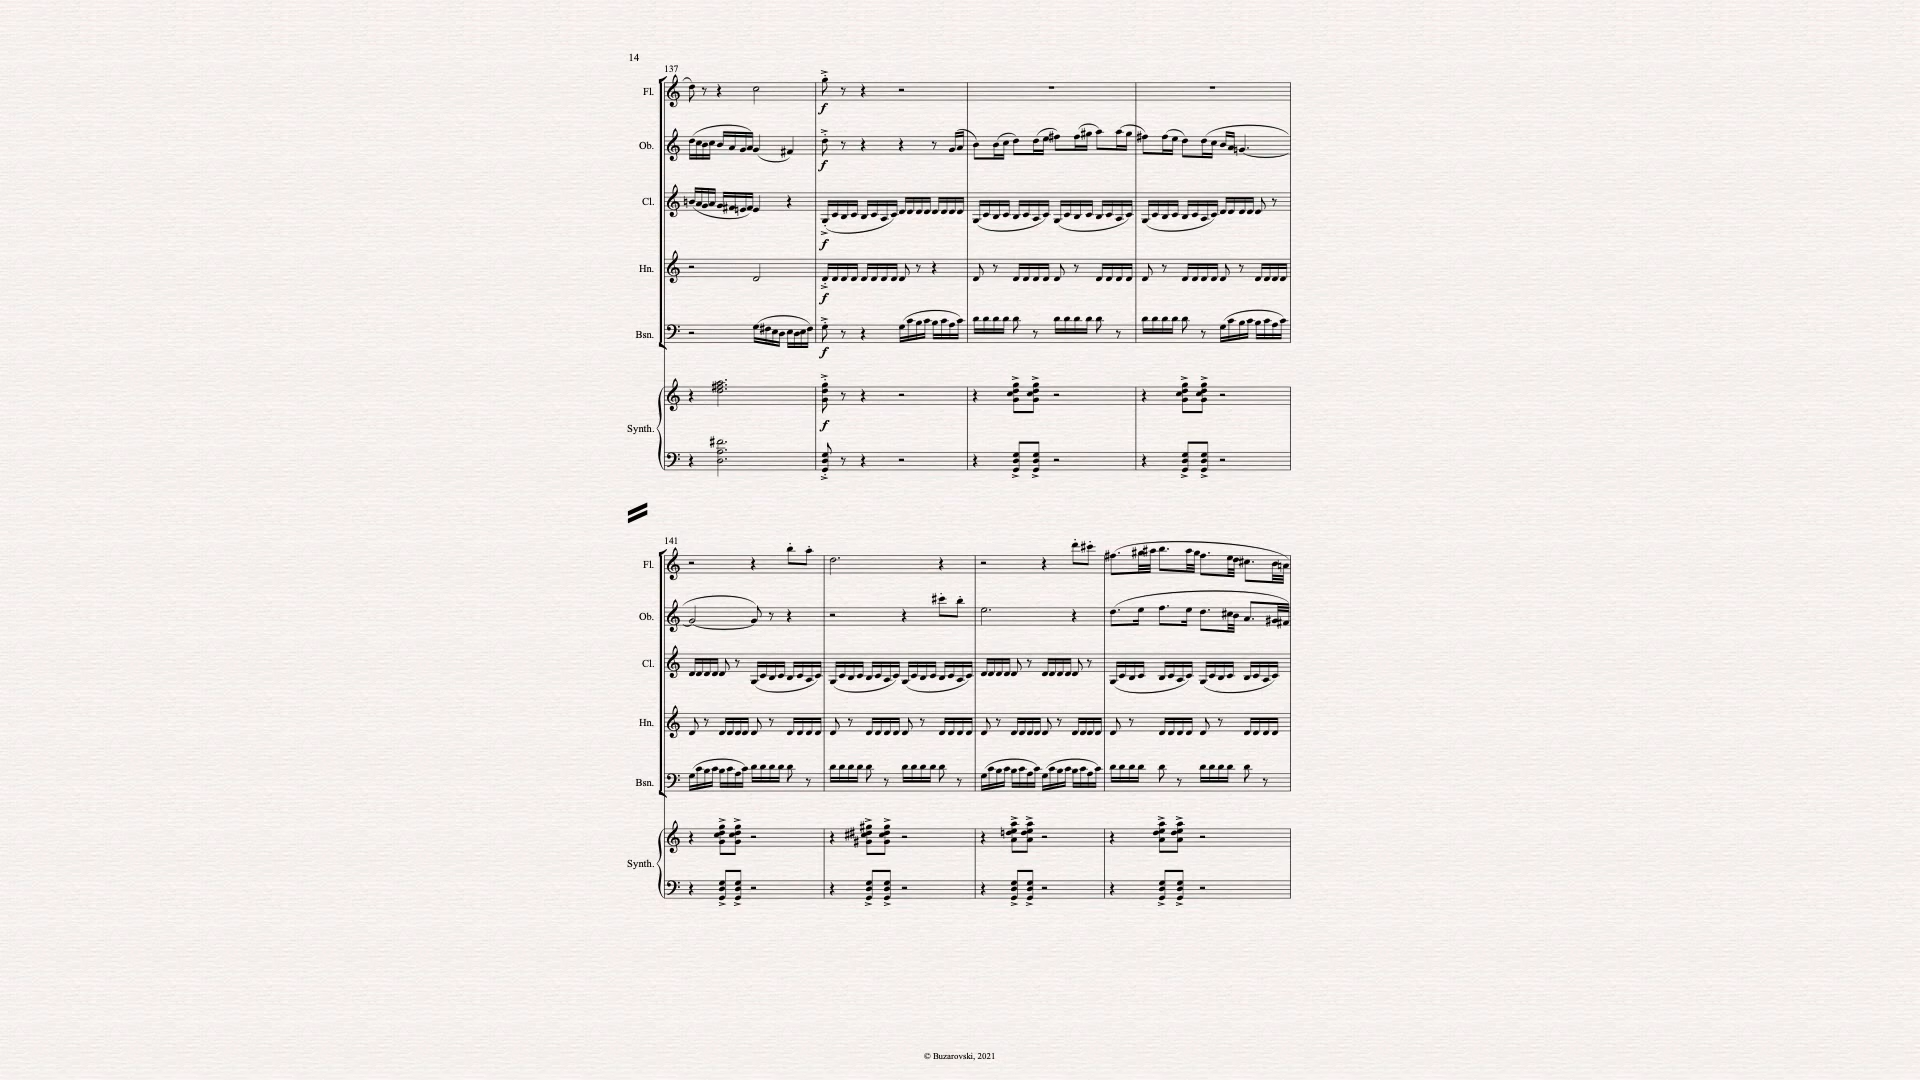 14
137
Fl.
f
Ob.
f
Cl.
f
Hn.
f
Bsn.
f
Synth.
f
141
Fl.
Ob.
Cl.
Hn.
Bsn.
Synth.
© Buzarovski, 2021